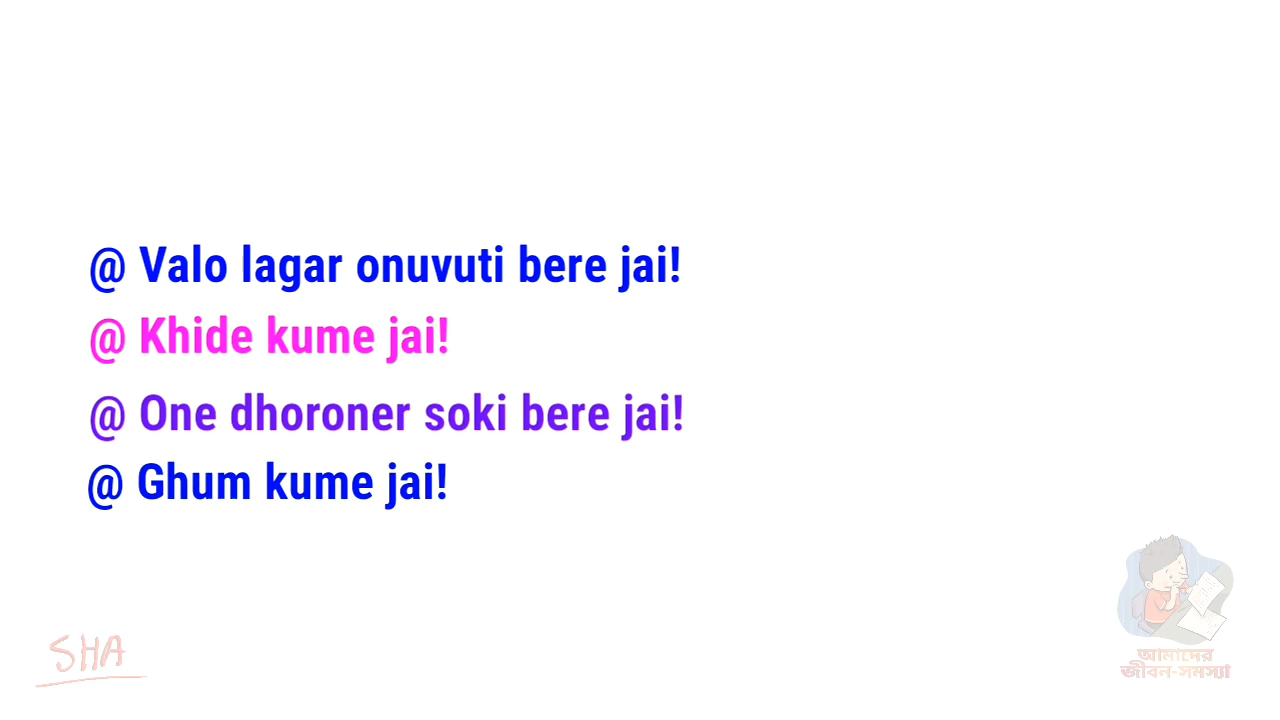 @ Valo lagar onuvuti bere jai!
@ Khide kume jai!
@ One dhoroner soki bere jai!
@ Ghum kume jai!
SHA
আমাদের
জীবন-সমস্যা